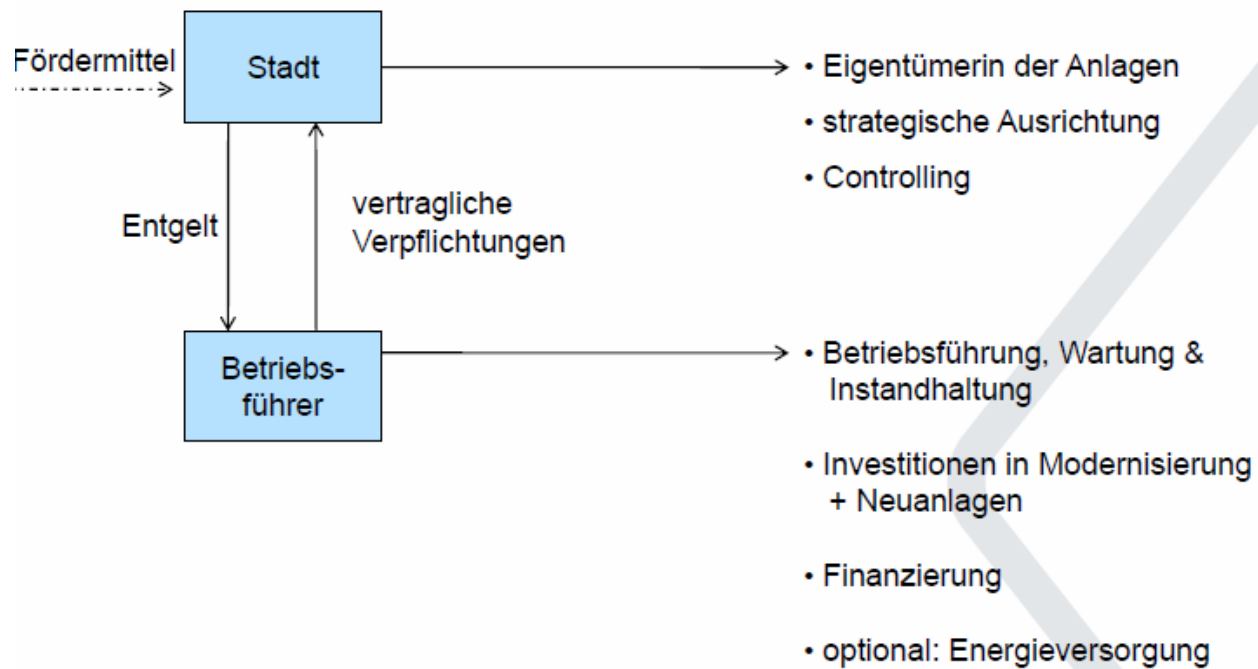 Fördermittel
Stadt
• Eigentümerin der Anlagen
• strategische Ausrichtung
• Controlling
Entgelt
vertragliche
Verpflichtungen
Betriebs-
führer
• Betriebsführung, Wartung &
Instandhaltung
• Investitionen in Modernisierung
+ Neuanlagen
• Finanzierung
• optional: Energieversorgung